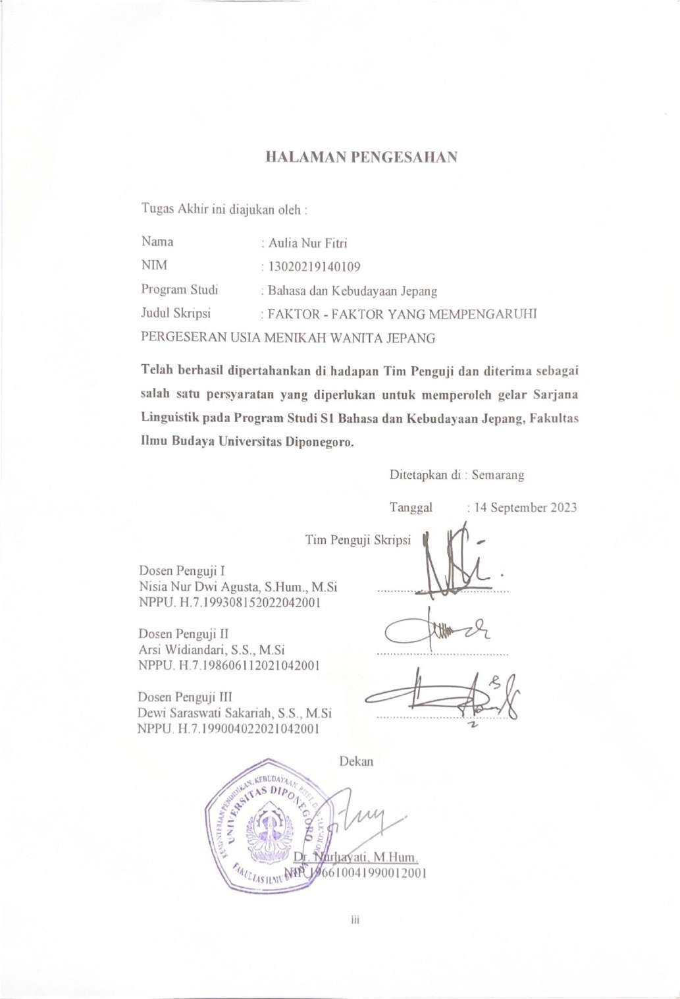 HALAMAN PENGESAHAN
Tugas Akhir ini diajukan oleh :
Nama : Aulia Nur Fitri
NIM : 13020219140109
Program Studi : Bahasa dan Kebudayaan Jepang
Judul Skripsi : FAKTOR - FAKTOR YANG MEMPENGARUHI
PERGESERAN USIA MENIKAH WANITA JEPANG
Telah berhasil dipertahankan di hadapan Tim Penguji dan diterima sebagai
salah satu persyaratan yang diperlukan untuk memperoleh gelar Sarjana
Linguistik pada Program Studi S1 Bahasa dan Kebudayaan Jepang, Fakultas
Ilmu Budaya Universitas Diponegoro.
Ditetapkan di : Semarang
Tanggal : 14 September 2023
Tim Penguji Skripsi
Dosen Penguji I
Nisia Nur Dwi Agusta, S.Hum., M.Si
NPPU. H.7.199308152022042001
Dosen Penguji II
Arsi Widiandari, S.S., M.Si
NPPU. H.7.198606112021042001
Dosen Penguji III
Dewi Saraswati Sakariah, S.S., M.Si
NPPU. H.7.199004022021042001
Dekan
KEMENTERIAN PENDIDIKAN, KEBUDAYAAN, RISET, DAN TEKNOLOGI
UNIVERSITAS DIPONEGORO
FAKULTAS ILMU BUDAYA
Dr. Nurhayati, M.Hum.
NIP. 196610041990012001
iii